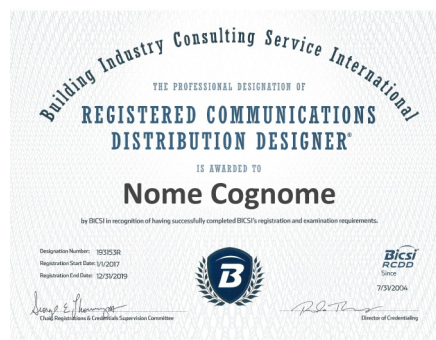 Building Industry Consulting Service International
THE PROFESSIONAL DESIGNATION OF
REGISTERED COMMUNICATIONS
DISTRIBUTION DESIGNER®
IS AWARDED TO
Nome Cognome
by BICSI in recognition of having successfully completed BICSI's registration and examination requirements.
Designation Number: 193153R
Registration Start Date: 1/1/2017
Registration End Date: 12/31/2019
B
Bicsi
RCDD
Since
7/31/2004
Chair, Registrations & Credentials Supervision Committee
Director of Credentialing